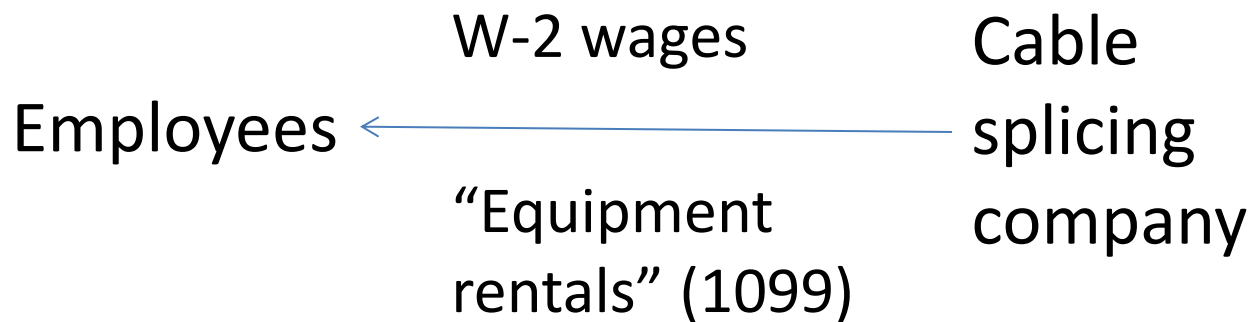 Employees
W-2 wages
“Equipment
rentals” (1099)
Cable
splicing
company